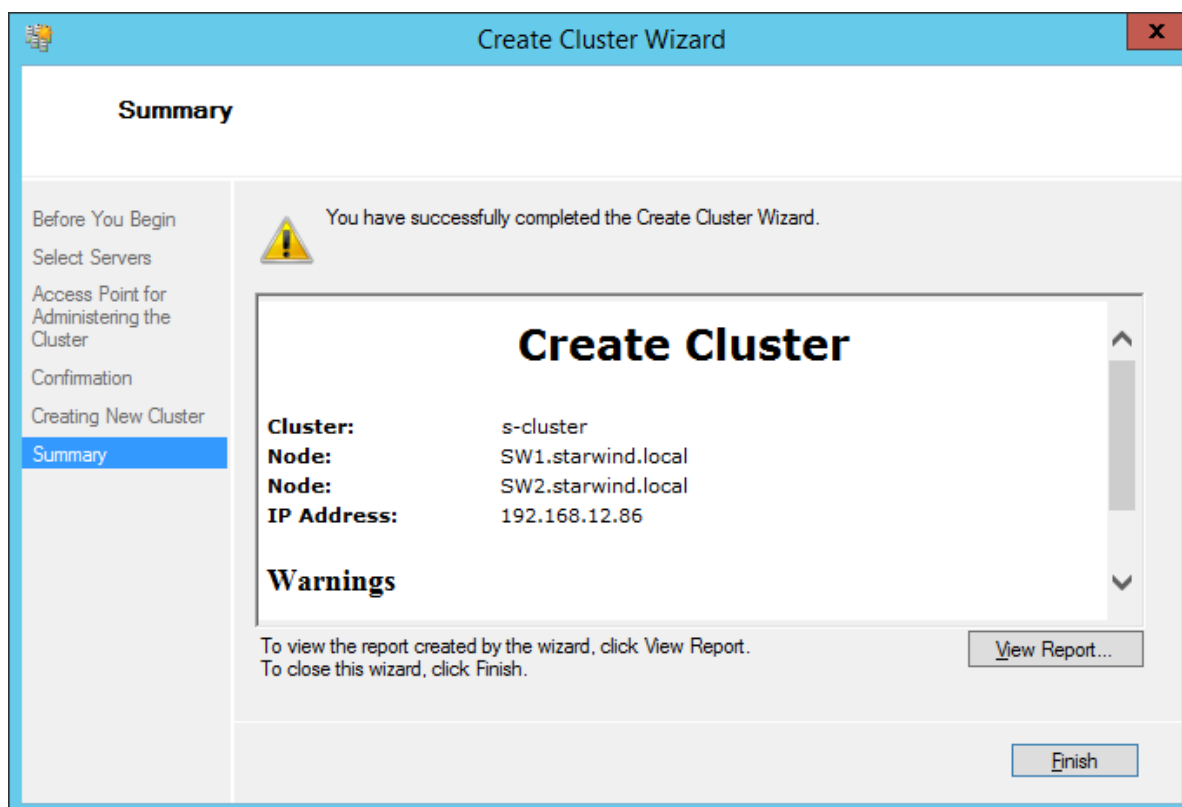 Create Cluster Wizard
x
Summary
Before You Begin
Select Servers
Access Point for
Administering the
Cluster
Confirmation
Creating New Cluster
Summary
You have successfully completed the Create Cluster Wizard.
Create Cluster
Cluster: s-cluster
Node: SW1.starwind.local
Node: SW2.starwind.local
IP Address: 192.168.12.86
Warnings
To view the report created by the wizard, click View Report.
To close this wizard, click Finish.
View Report...
Finish